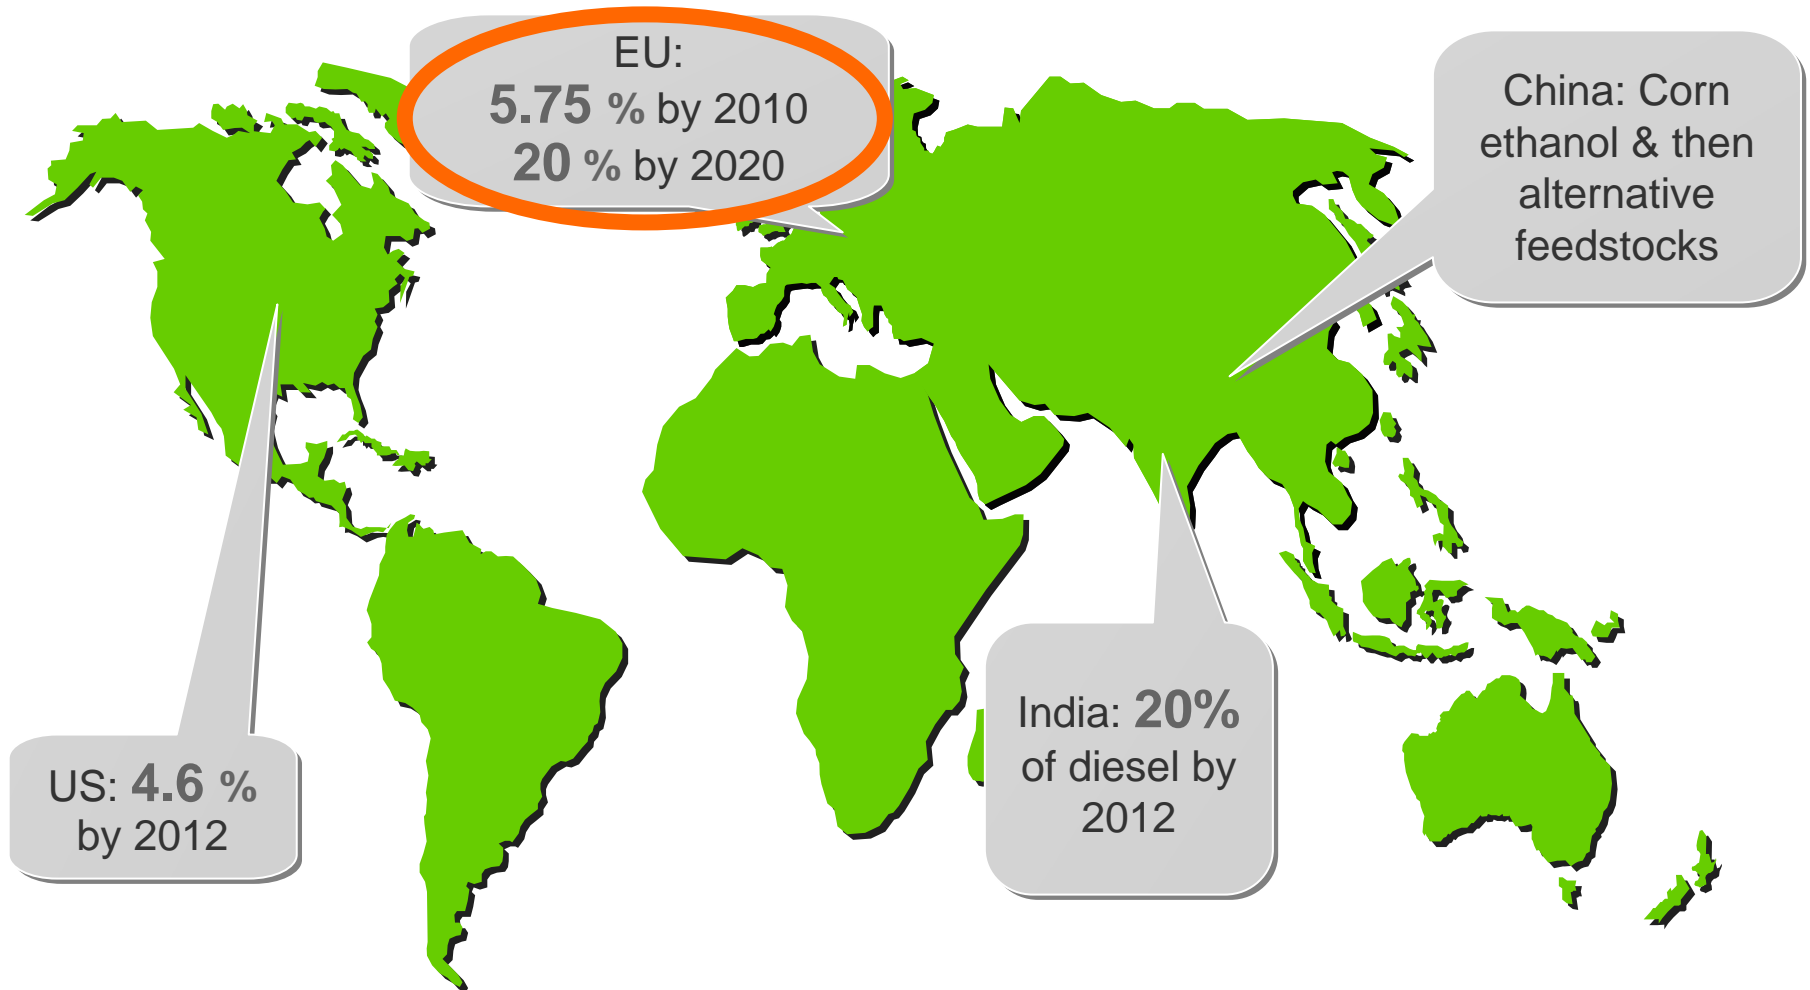 EU:
5.75 % by 2010
20 % by 2020
China: Corn
ethanol & then
alternative
feedstocks
US: 4.6 %
by 2012
India: 20%
of diesel by
2012